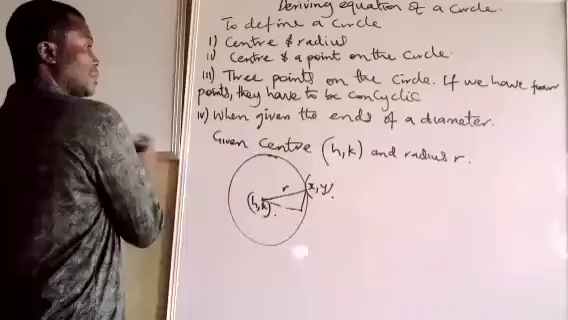 Deriving equation of a circle.
To define a circle
i) Centre & radius
ii) Centre & a point on the circle.
iii) Three points on the circle. If we have four
points, they have to be concyclic
iv) When given the ends of a diameter.
Given centre (h, k) and radius r.
r (x, y).
(h, k).